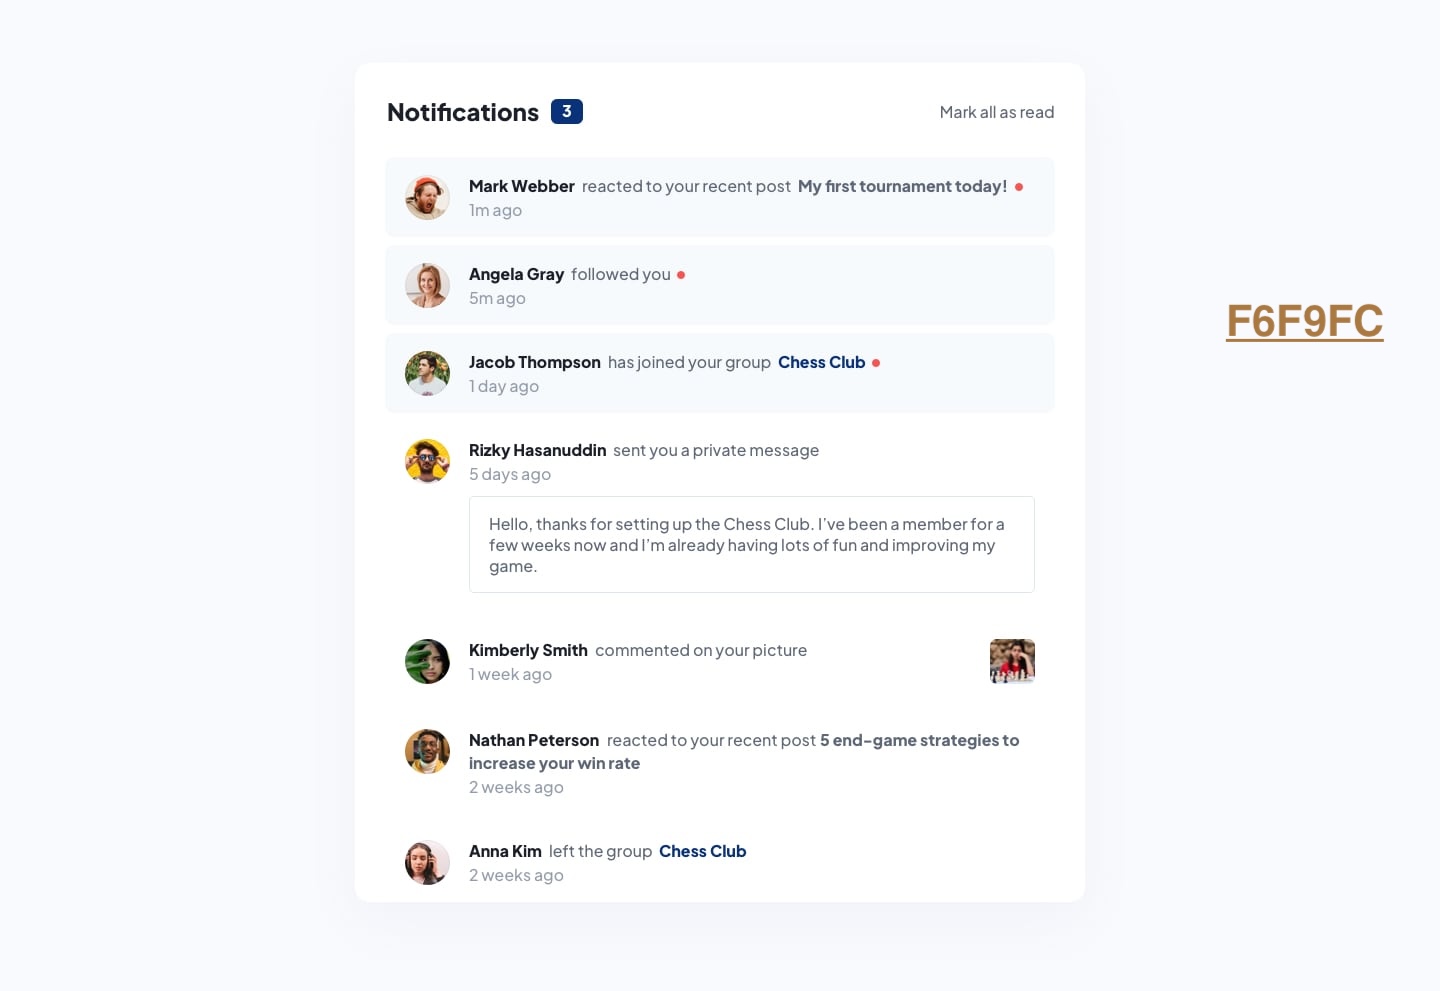 Notifications 3 Mark all as read
Mark Webber reacted to your recent post My first tournament today!
1m ago
Angela Gray followed you
5m ago
Jacob Thompson has joined your group Chess Club
1 day ago
Rizky Hasanuddin sent you a private message
5 days ago
Hello, thanks for setting up the Chess Club. I’ve been a member for a
few weeks now and I’m already having lots of fun and improving my
game.
Kimberly Smith commented on your picture
1 week ago
Nathan Peterson reacted to your recent post 5 end-game strategies to
increase your win rate
2 weeks ago
Anna Kim left the group Chess Club
2 weeks ago
F6F9FC